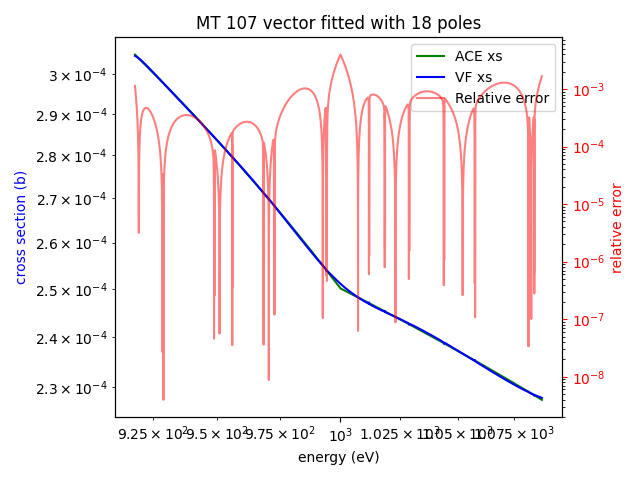 MT 107 vector fitted with 18 poles
ACE xs
VF xs
Relative error
3 × 10⁻⁴
2.9 × 10⁻⁴
2.8 × 10⁻⁴
2.7 × 10⁻⁴
2.6 × 10⁻⁴
2.5 × 10⁻⁴
2.4 × 10⁻⁴
2.3 × 10⁻⁴
cross section (b)
10⁻³
10⁻⁴
10⁻⁵
10⁻⁶
10⁻⁷
10⁻⁸
relative error
9.25 × 10²
9.5 × 10²
9.75 × 10²
10³
1.025 × 10³
1.05 × 10³
1.075 × 10³
energy (eV)